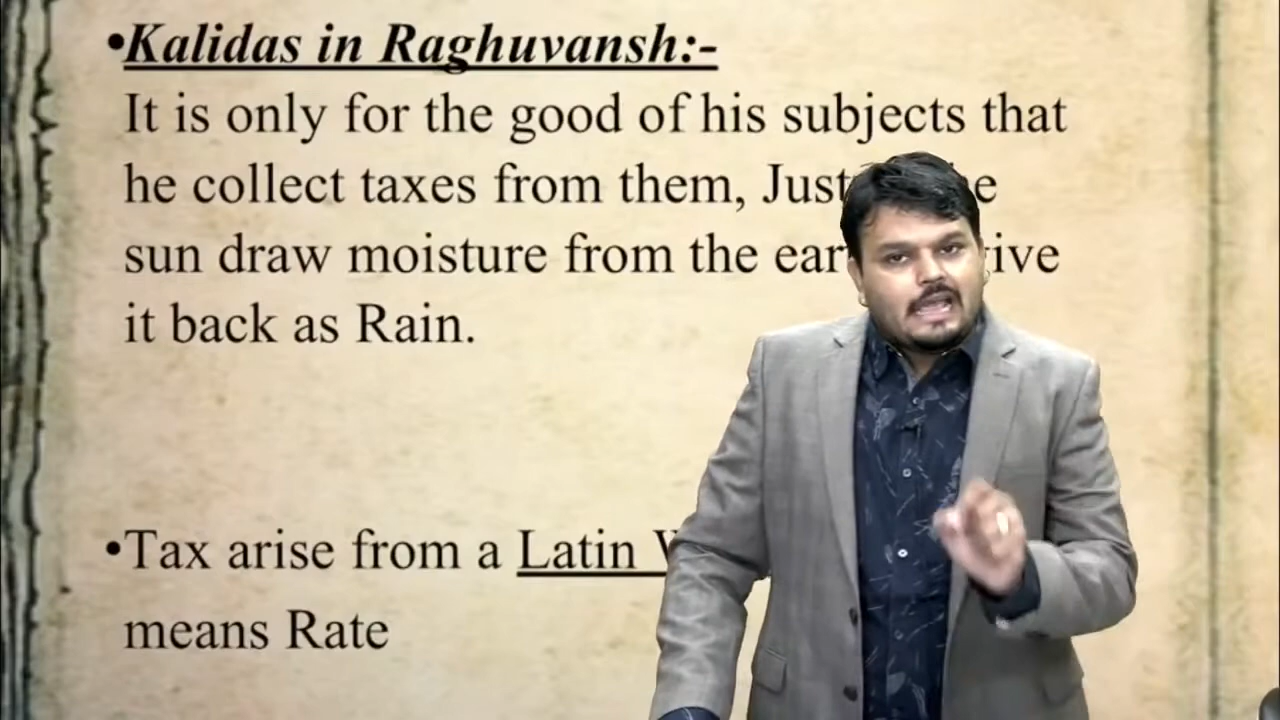 •Kalidas in Raghuvansh:-
It is only for the good of his subjects that
he collect taxes from them, Just
sun draw moisture from the
it back as Rain.
•Tax arise from a Latin
means Rate